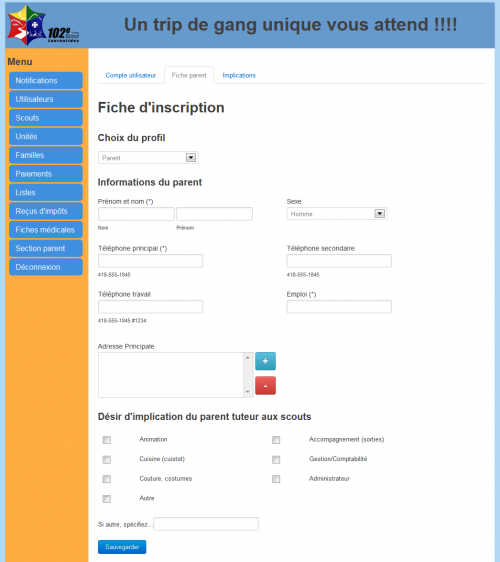 102e
Scout
Un trip de gang unique vous attend !!!!
Menu
Notifications
Utilisateurs
Scouts
Unités
Familles
Paiements
Listes
Reçus d'impôts
Fiches médicales
Section parent
Déconnexion
Compte utilisateur
Fiche parent
Implications
Fiche d'inscription
Choix du profil
Parent
Informations du parent
Prénom et nom (*)
Sexe
Homme
Nom
Prénom
Téléphone principal (*)
Téléphone secondaire
418-555-1845
418-555-1845
Téléphone travail
Emploi (*)
418-555-1845 #1234
Adresse Principale
+
-
Désir d'implication du parent tuteur aux scouts
Animation
Accompagnement (sorties)
Cuisine (cuistot)
Gestion/Comptabilité
Couture, costumes
Administrateur
Autre
Si autre, spécifiez...
Sauvegarder